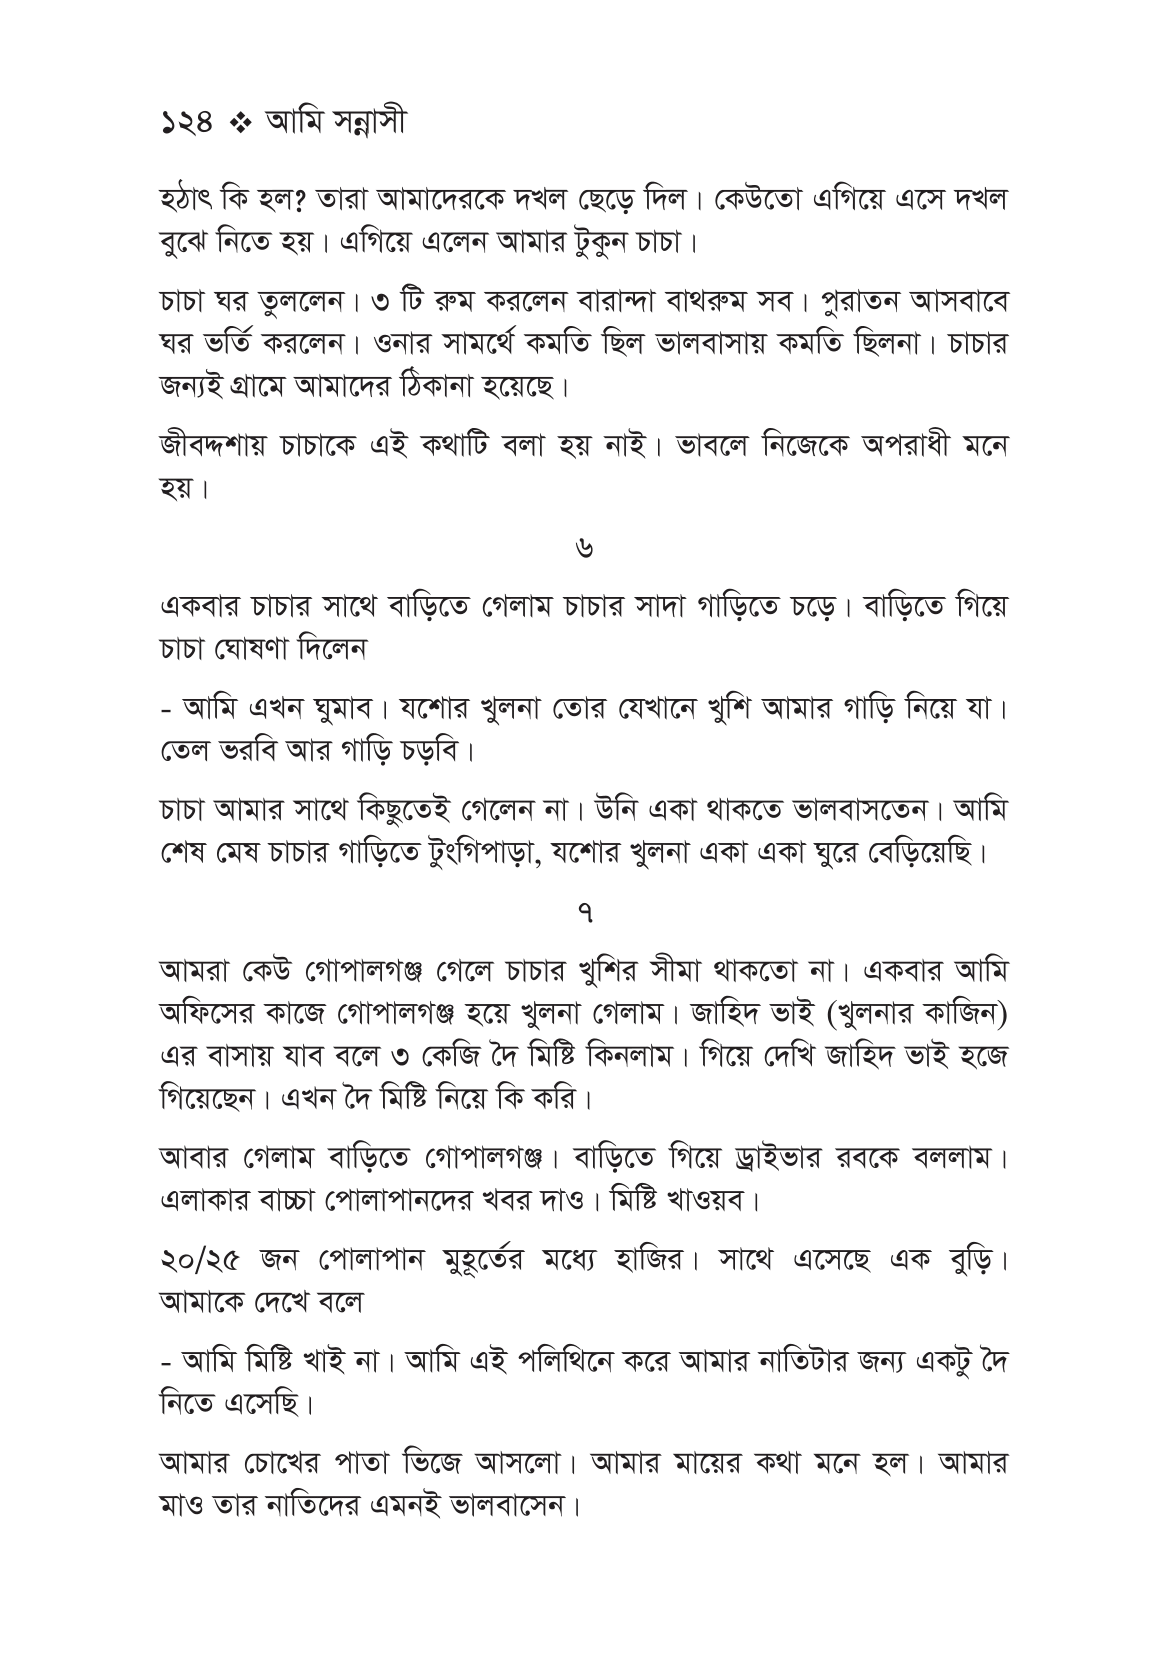 ১২৪ ❖ আমি সন্নাসী
হঠাৎ কি হল? তারা আমাদেরকে দখল ছেড়ে দিল। কেউতো এগিয়ে এসে দখল
বুঝে নিতে হয়। এগিয়ে এলেন আমার টুকুন চাচা।
চাচা ঘর তুললেন। ৩ টি রুম করলেন বারান্দা বাথরুম সব। পুরাতন আসবাবে
ঘর ভর্তি করলেন। ওনার সামর্থে কমতি ছিল ভালবাসায় কমতি ছিলনা। চাচার
জন্যই গ্রামে আমাদের ঠিকানা হয়েছে।
জীবদ্দশায় চাচাকে এই কথাটি বলা হয় নাই। ভাবলে নিজেকে অপরাধী মনে
হয়।
৬
একবার চাচার সাথে বাড়িতে গেলাম চাচার সাদা গাড়িতে চড়ে। বাড়িতে গিয়ে
চাচা ঘোষণা দিলেন
- আমি এখন ঘুমাব। যশোর খুলনা তোর যেখানে খুশি আমার গাড়ি নিয়ে যা।
তেল ভরবি আর গাড়ি চড়বি।
চাচা আমার সাথে কিছুতেই গেলেন না। উনি একা থাকতে ভালবাসতেন। আমি
শেষ মেষ চাচার গাড়িতে টুংগিপাড়া, যশোর খুলনা একা একা ঘুরে বেড়িয়েছি।
৭
আমরা কেউ গোপালগঞ্জ গেলে চাচার খুশির সীমা থাকতো না। একবার আমি
অফিসের কাজে গোপালগঞ্জ হয়ে খুলনা গেলাম। জাহিদ ভাই (খুলনার কাজিন)
এর বাসায় যাব বলে ৩ কেজি দৈ মিষ্টি কিনলাম। গিয়ে দেখি জাহিদ ভাই হজে
গিয়েছেন। এখন দৈ মিষ্টি নিয়ে কি করি।
আবার গেলাম বাড়িতে গোপালগঞ্জ। বাড়িতে গিয়ে ড্রাইভার রবকে বললাম।
এলাকার বাচ্চা পোলাপানদের খবর দাও। মিষ্টি খাওয়ব।
২০/২৫ জন পোলাপান মুহূর্তের মধ্যে হাজির। সাথে এসেছে এক বুড়ি।
আমাকে দেখে বলে
- আমি মিষ্টি খাই না। আমি এই পলিথিনে করে আমার নাতিটার জন্য একটু দৈ
নিতে এসেছি।
আমার চোখের পাতা ভিজে আসলো। আমার মায়ের কথা মনে হল। আমার
মাও তার নাতিদের এমনই ভালবাসেন।